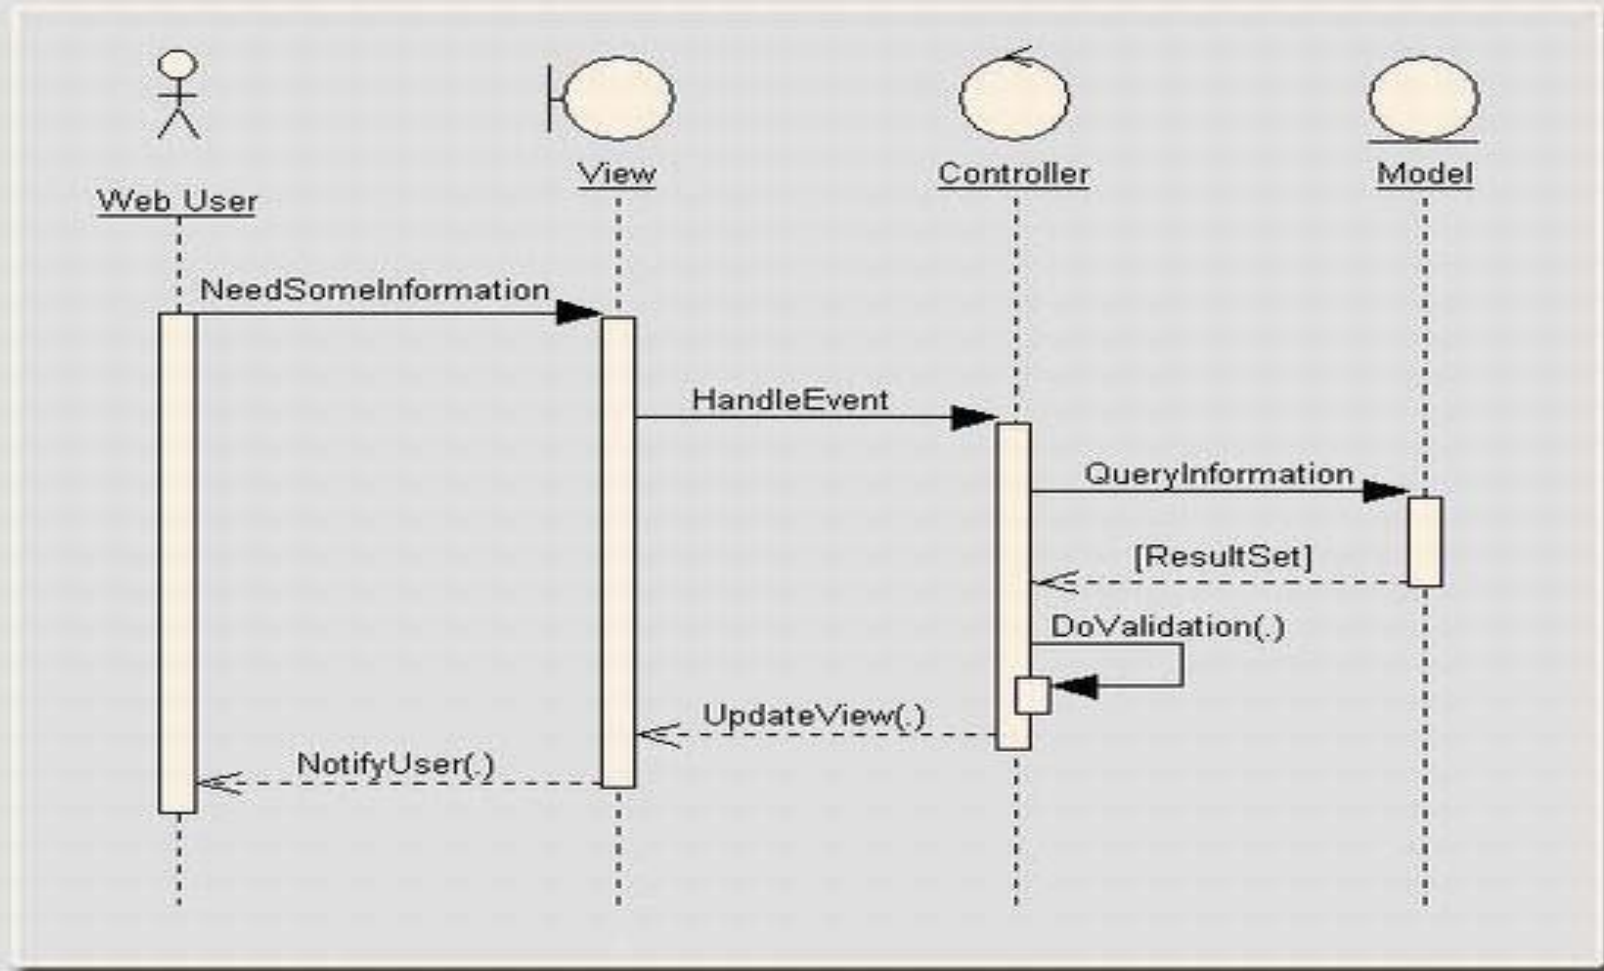 View
Controller
Model
Web User
NeedSomeInformation
HandleEvent
QueryInformation
[ResultSet]
DoValidation(.)
UpdateView(.)
NotifyUser(.)